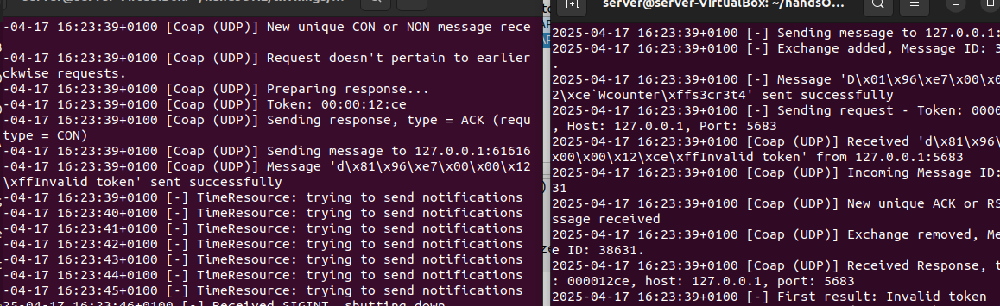 server@server-VirtualBox: ~/handsO
-04-17 16:23:39+0100 [Coap (UDP)] New unique CON or NON message rece
-04-17 16:23:39+0100 [Coap (UDP)] Request doesn't pertain to earlier
ckwise requests.
-04-17 16:23:39+0100 [Coap (UDP)] Preparing response...
-04-17 16:23:39+0100 [Coap (UDP)] Token: 00:00:12:ce
-04-17 16:23:39+0100 [Coap (UDP)] Sending response, type = ACK (requ
type = CON)
-04-17 16:23:39+0100 [Coap (UDP)] Sending message to 127.0.0.1:61616
-04-17 16:23:39+0100 [Coap (UDP)] Message 'd\x81\x96\xe7\x00\x00\x12
\xffInvalid token' sent successfully
-04-17 16:23:39+0100 [-] TimeResource: trying to send notifications
-04-17 16:23:40+0100 [-] TimeResource: trying to send notifications
-04-17 16:23:41+0100 [-] TimeResource: trying to send notifications
-04-17 16:23:42+0100 [-] TimeResource: trying to send notifications
-04-17 16:23:43+0100 [-] TimeResource: trying to send notifications
-04-17 16:23:44+0100 [-] TimeResource: trying to send notifications
-04-17 16:23:45+0100 [-] TimeResource: trying to send notifications
25-04-17 16:23:46+0100 [-] Received SIGINT, shutting down
server@server-VirtualBox: ~/handsO...
2025-04-17 16:23:39+0100 [-] Sending message to 127.0.0.1:
2025-04-17 16:23:39+0100 [-] Exchange added, Message ID: 3
.
2025-04-17 16:23:39+0100 [-] Message 'D\x01\x96\xe7\x00\x0
2\xce`Wcounter\xffs3cr3t4' sent successfully
2025-04-17 16:23:39+0100 [-] Sending request - Token: 0000
, Host: 127.0.0.1, Port: 5683
2025-04-17 16:23:39+0100 [Coap (UDP)] Received 'd\x81\x96\
x00\x00\x12\xce\xffInvalid token' from 127.0.0.1:5683
2025-04-17 16:23:39+0100 [Coap (UDP)] Incoming Message ID:
31
2025-04-17 16:23:39+0100 [Coap (UDP)] New unique ACK or RS
ssage received
2025-04-17 16:23:39+0100 [Coap (UDP)] Exchange removed, Me
e ID: 38631.
2025-04-17 16:23:39+0100 [Coap (UDP)] Received Response, t
: 000012ce, host: 127.0.0.1, port: 5683
2025-04-17 16:23:39+0100 [-] First result: Invalid token